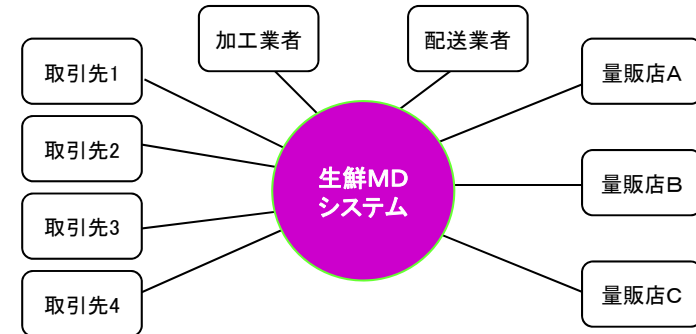 加工業者
配送業者
取引先1
取引先2
取引先3
取引先4
生鮮ＭＤ
システム
量販店Ａ
量販店Ｂ
量販店Ｃ